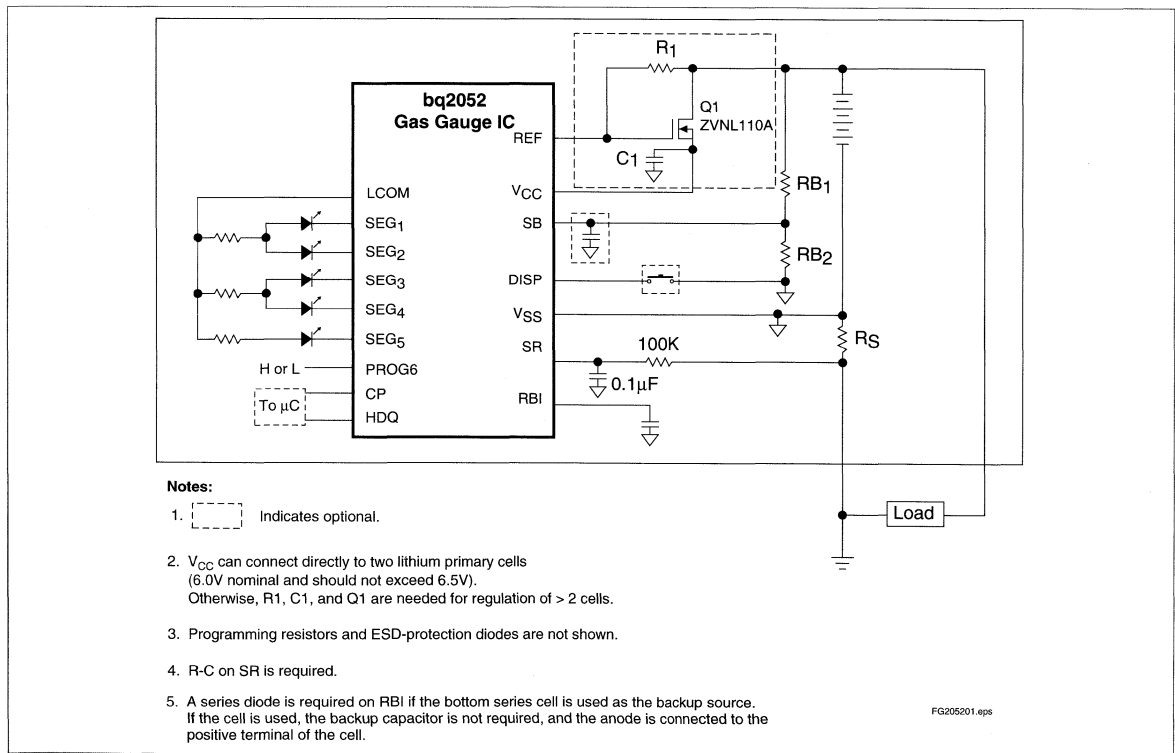 R1
bq2052
Gas Gauge IC
Q1
ZVNL110A
REF
C1
VCC
RB1
LCOM
SB
SEG1
SEG2
RB2
SEG3
DISP
SEG4
VSS
SEG5
SR
100K
RS
H or L
PROG6
0.1µF
CP
To µC
RBI
HDQ
Notes:
1. Indicates optional.
Load
2. VCC can connect directly to two lithium primary cells
(6.0V nominal and should not exceed 6.5V).
Otherwise, R1, C1, and Q1 are needed for regulation of > 2 cells.
3. Programming resistors and ESD-protection diodes are not shown.
4. R-C on SR is required.
5. A series diode is required on RBI if the bottom series cell is used as the backup source.
If the cell is used, the backup capacitor is not required, and the anode is connected to the
positive terminal of the cell.
FG205201.eps